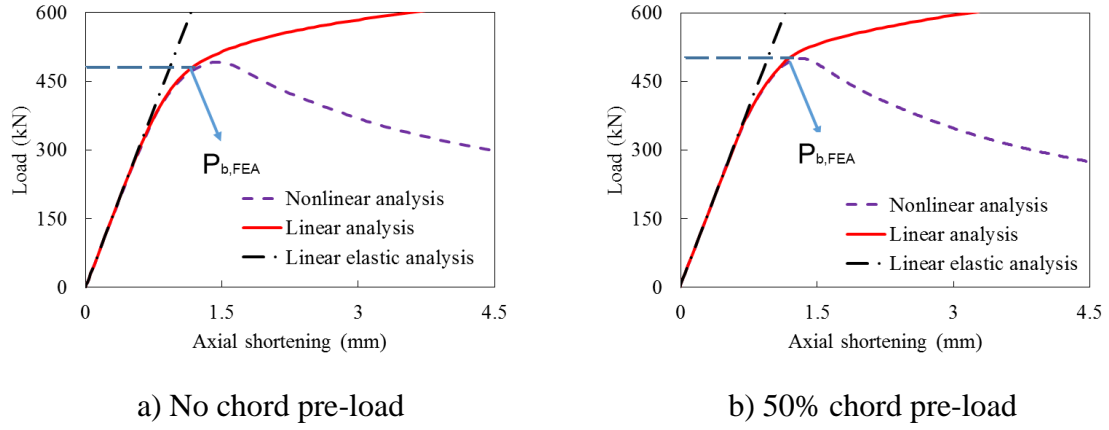 600
450
300
150
0
Load (kN)
P_b,FEA
Nonlinear analysis
Linear analysis
Linear elastic analysis
0 1.5 3 4.5
Axial shortening (mm)
a) No chord pre-load
600
450
300
150
0
Load (kN)
P_b,FEA
Nonlinear analysis
Linear analysis
Linear elastic analysis
0 1.5 3 4.5
Axial shortening (mm)
b) 50% chord pre-load